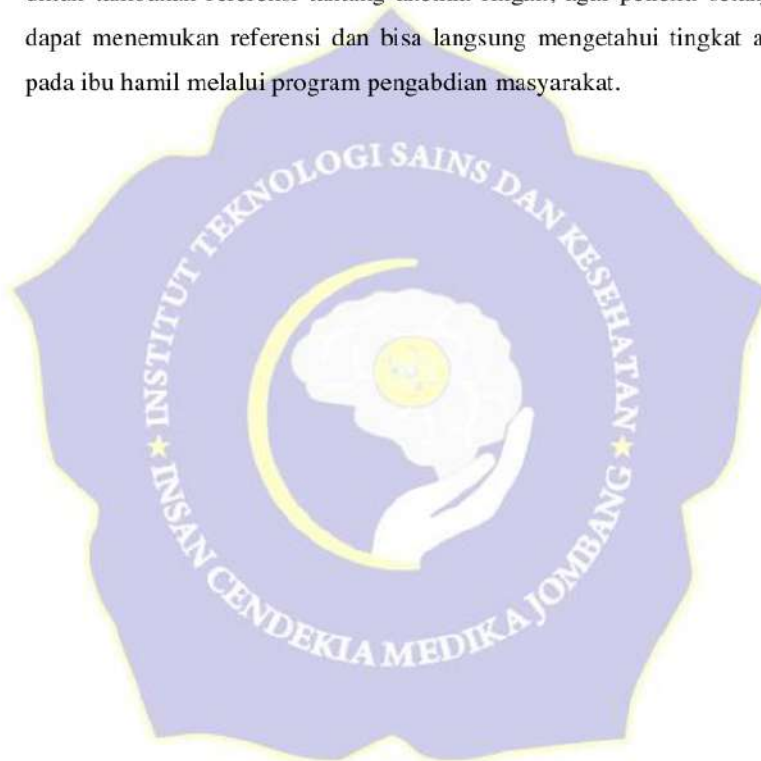 dapat menemukan referensi dan bisa langsung mengetahui tingkat a
pada ibu hamil melalui program pengabdian masyarakat.
INSTITUT TEKNOLOGI SAINS DAN KESEHATAN
INSAN CENDEKIA MEDIKA JOMBANG